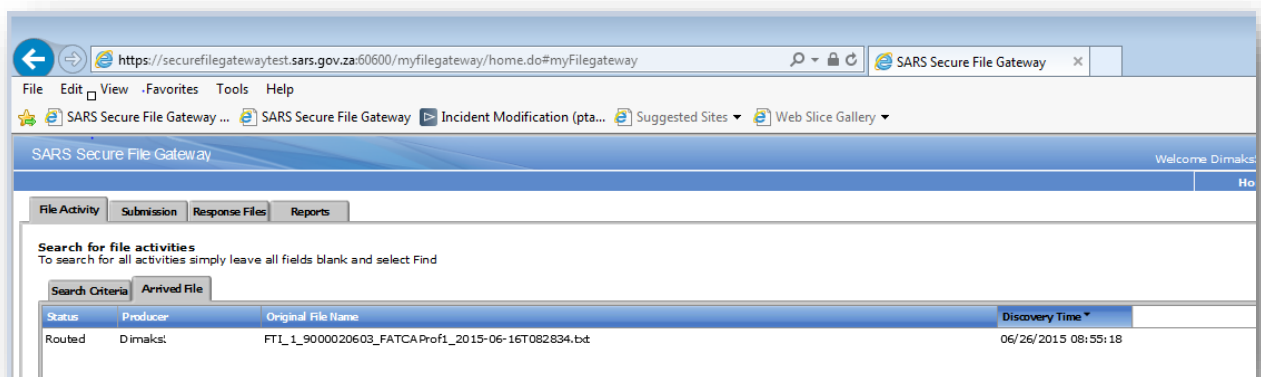 https://securefilegatewaytest.sars.gov.za:60600/myfilegateway/home.do#myFilegateway
SARS Secure File Gateway
File Edit View Favorites Tools Help
SARS Secure File Gateway ... SARS Secure File Gateway Incident Modification (pta... Suggested Sites Web Slice Gallery
SARS Secure File Gateway
Welcome Dimaks
Ho
File Activity Submission Response Files Reports
Search for file activities
To search for all activities simply leave all fields blank and select Find
Search Criteria Arrived File
Status Producer Original File Name Discovery Time
Routed Dimaks FTI_1_9000020603_FATCAProf1_2015-06-16T082834.txt 06/26/2015 08:55:18